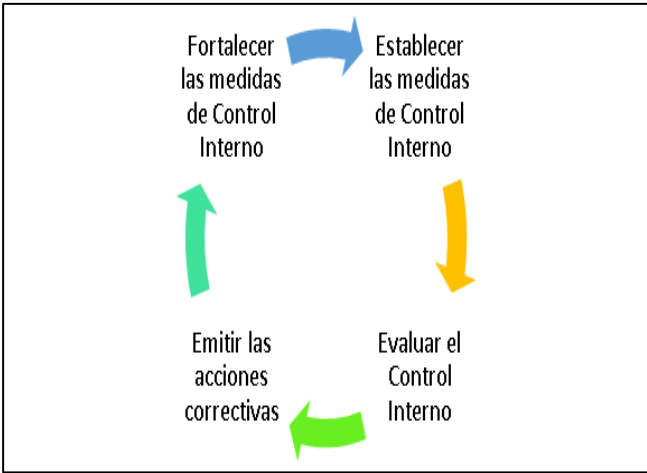 Fortalecer
las medidas
de Control
Interno
Establecer
las medidas
de Control
Interno
Evaluar el
Control
Interno
Emitir las
acciones
correctivas